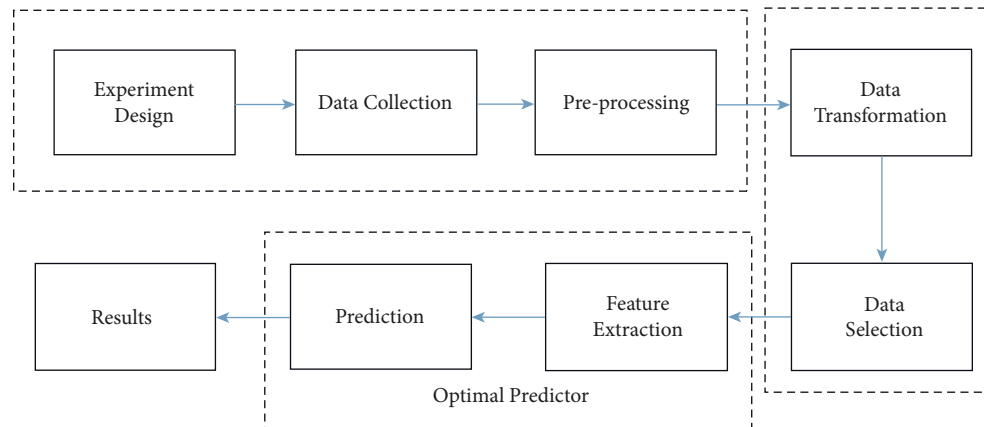 Experiment
Design
Data Collection
Pre-processing
Data
Transformation
Data
Selection
Feature
Extraction
Prediction
Results
Optimal Predictor